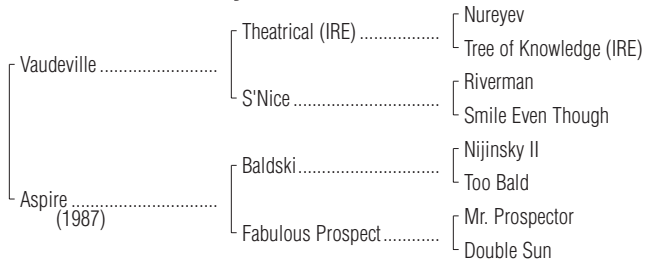 Nureyev
Theatrical (IRE) ..................
Tree of Knowledge (IRE)
Vaudeville ..........................
Riverman
S'Nice ................................
Smile Even Though
Nijinsky II
Baldski...............................
Too Bald
Aspire ................................
(1987)
Mr. Prospector
Fabulous Prospect............
Double Sun